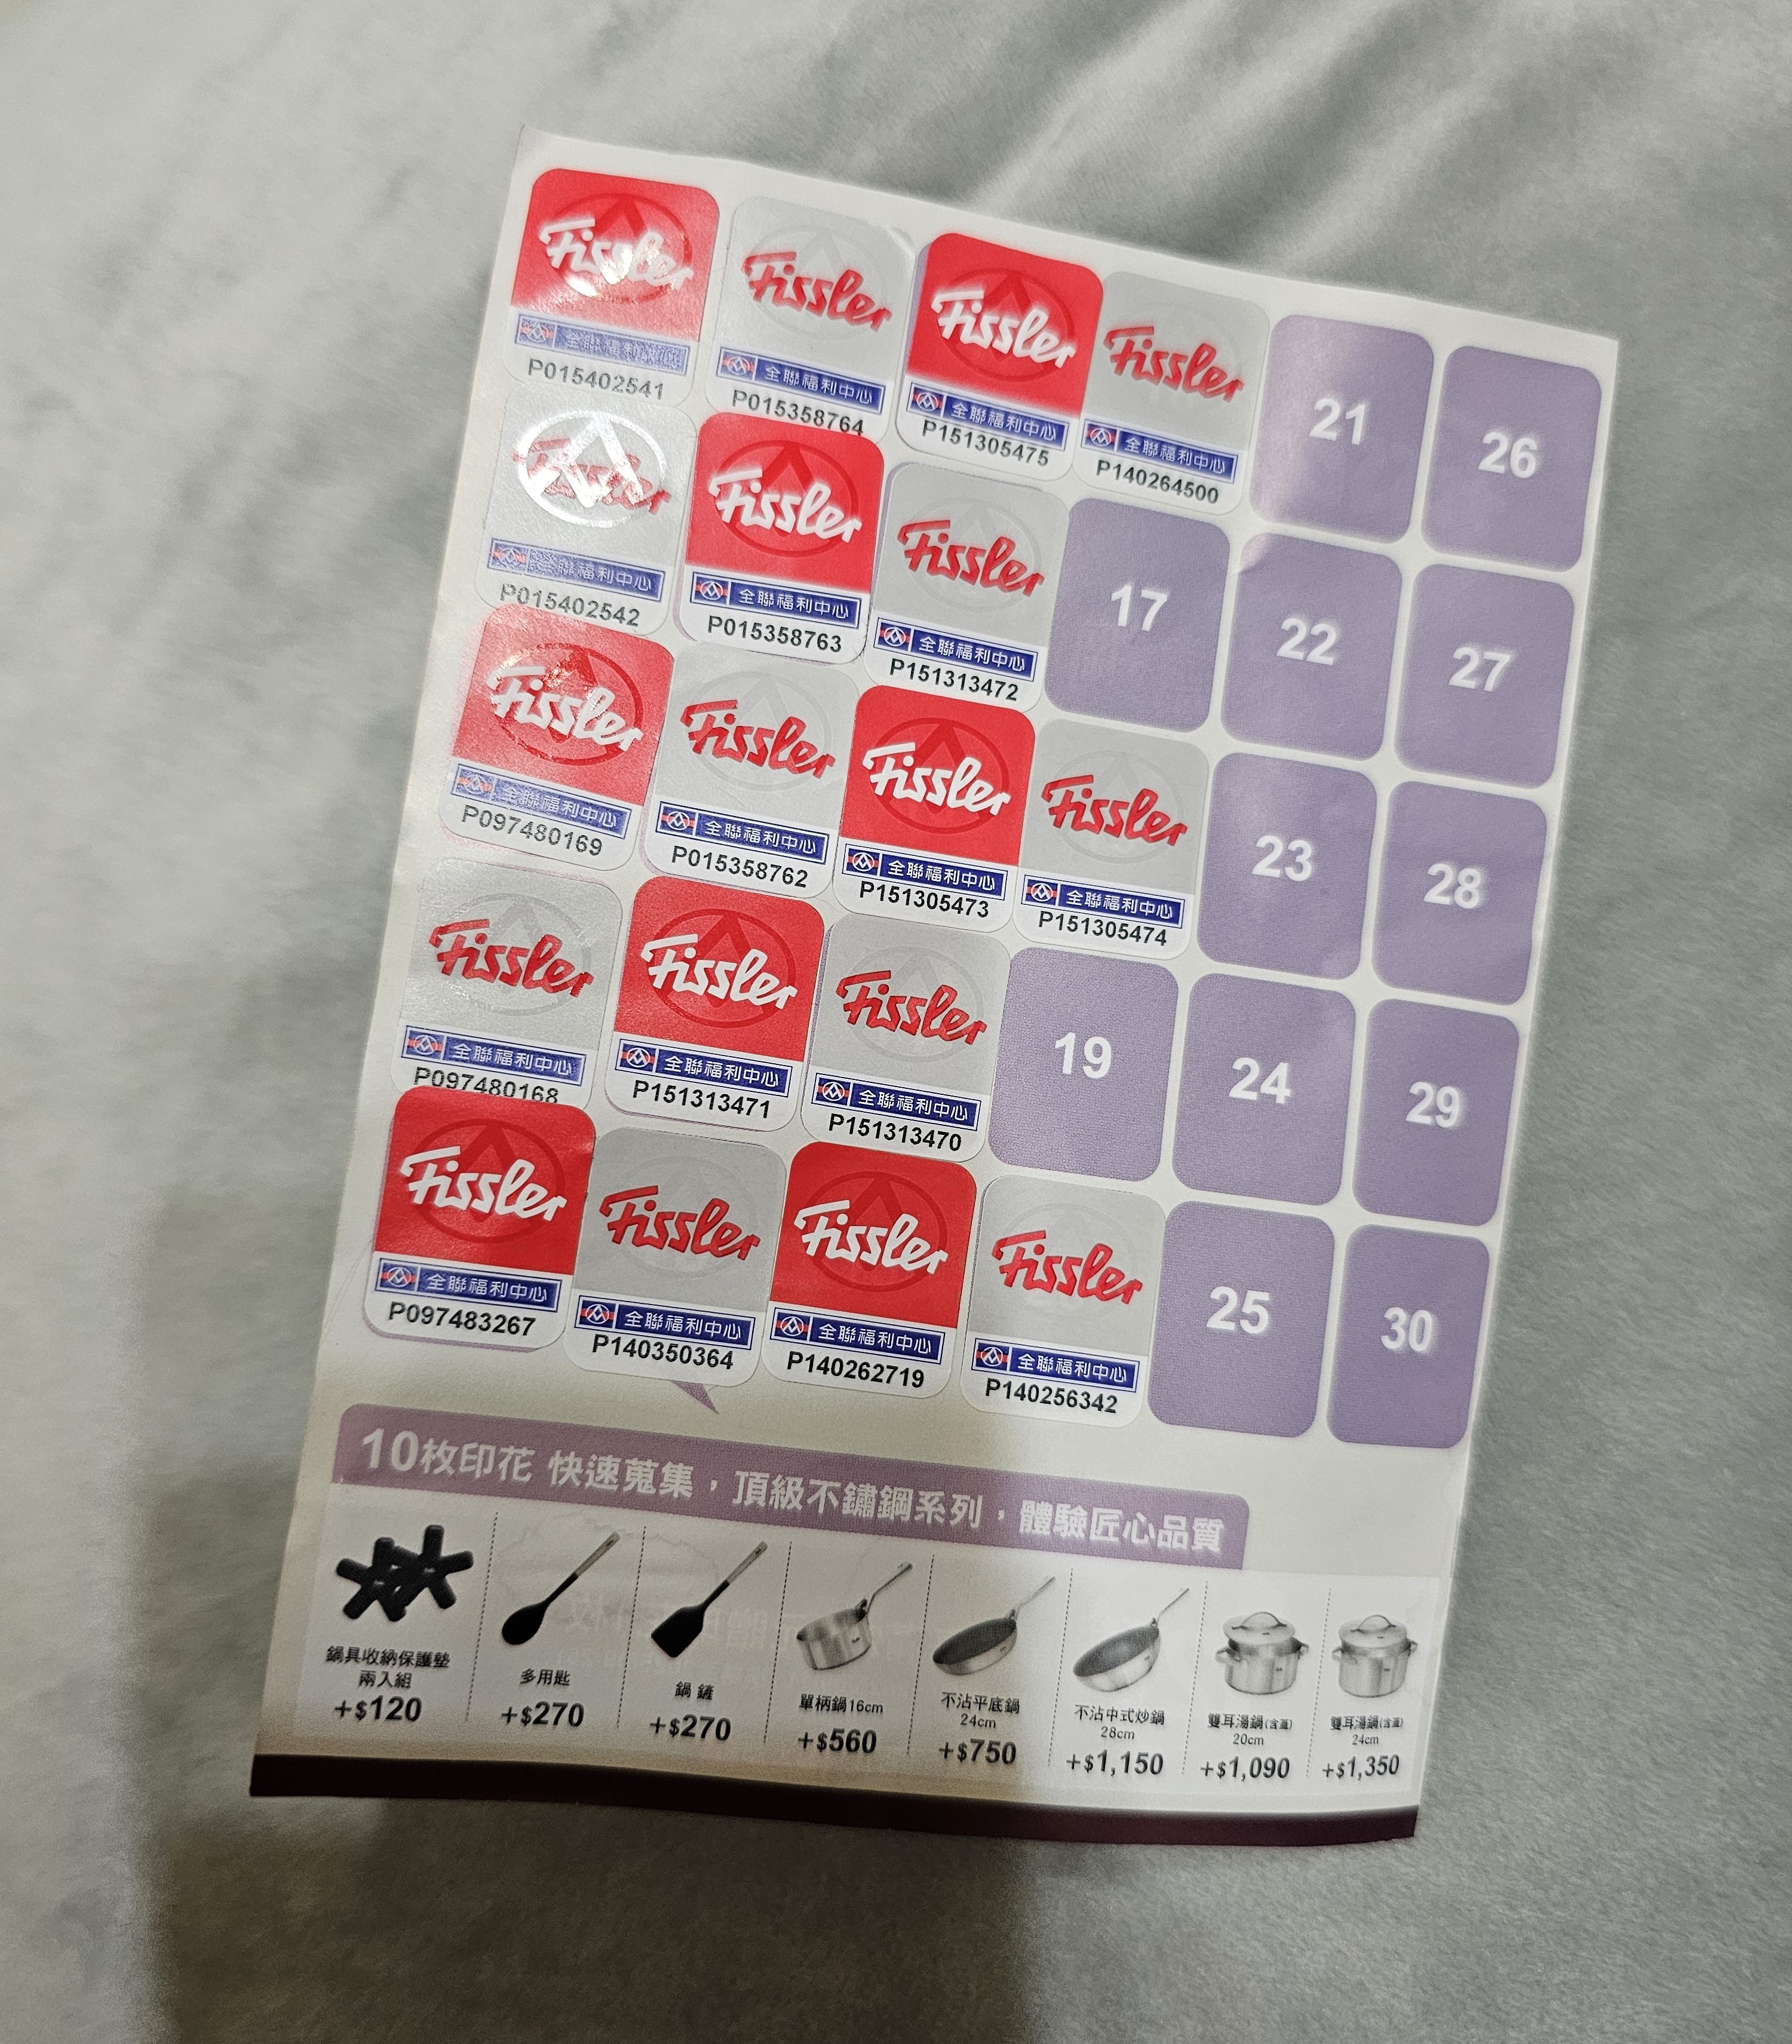 Fissler
全聯福利中心
P015402541
Fissler
全聯福利中心
P015358764
Fissler
全聯福利中心
P151305475
Fissler
全聯福利中心
P140264500
21
26
Fissler
全聯福利中心
P015402542
Fissler
全聯福利中心
P015358763
Fissler
全聯福利中心
P151313472
17
22
27
Fissler
全聯福利中心
P097480169
Fissler
全聯福利中心
P015358762
Fissler
全聯福利中心
P151305473
Fissler
全聯福利中心
P151305474
23
28
Fissler
全聯福利中心
P097480168
Fissler
全聯福利中心
P151313471
Fissler
全聯福利中心
P151313470
19
24
29
Fissler
全聯福利中心
P097483267
Fissler
全聯福利中心
P140350364
Fissler
全聯福利中心
P140262719
Fissler
全聯福利中心
P140256342
25
30
10枚印花 快速蒐集，頂級不鏽鋼系列，體驗匠心品質
鍋具收納保護墊
兩入組
+$120
多用匙
+$270
鍋鏟
+$270
單柄鍋16cm
+$560
不沾平底鍋
24cm
+$750
不沾中式炒鍋
28cm
+$1,150
雙耳湯鍋(含蓋)
20cm
+$1,090
雙耳湯鍋(含蓋)
24cm
+$1,350